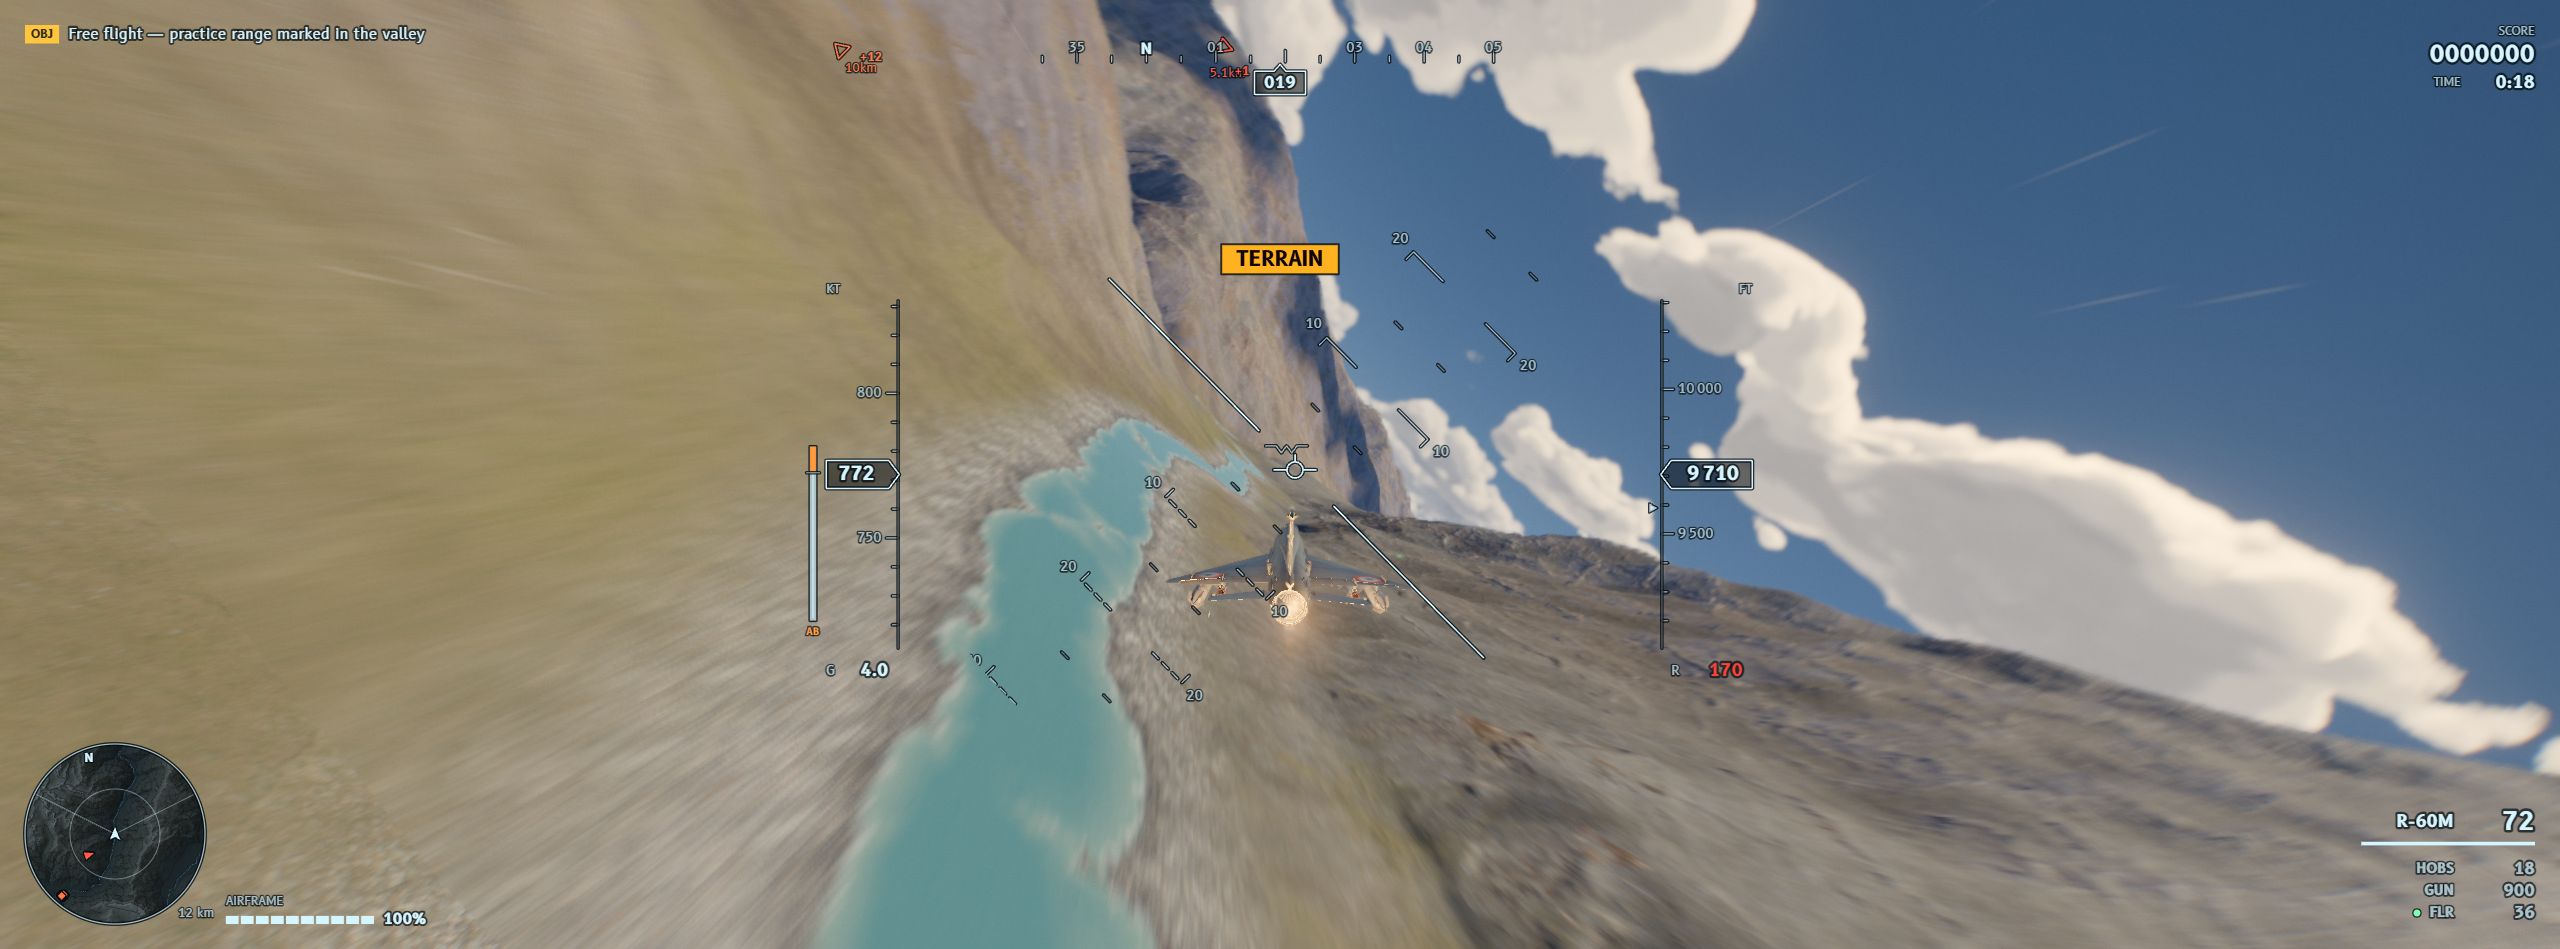 OBJ Free flight — practice range marked in the valley
+12
10km
35 N 01 03 04 05
5.1km +1
019
SCORE
0000000
TIME 0:18
TERRAIN
KT
FT
20
10
20
10
800
10 000
772
9 710
750
9 500
10
20
10
20
AB
G 4.0
R 170
N
12 km
AIRFRAME
100%
R-60M 72
HOBS 18
GUN 900
FLR 36